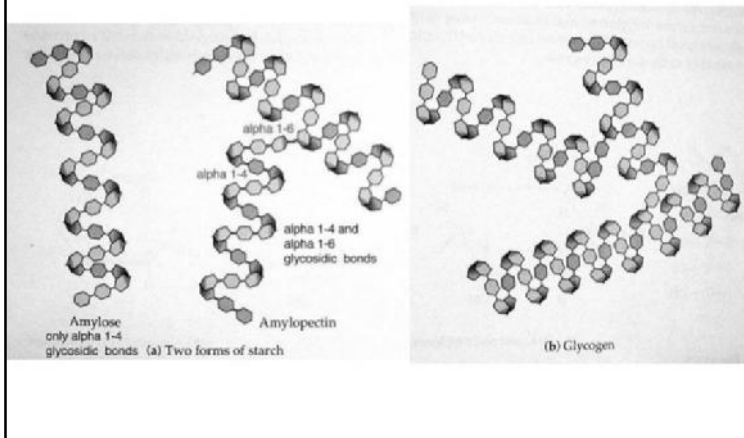 alpha 1-6
alpha 1-4
alpha 1-4 and
alpha 1-6
glycosidic bonds
Amylose
only alpha 1-4
glycosidic bonds
Amylopectin
(a) Two forms of starch
(b) Glycogen